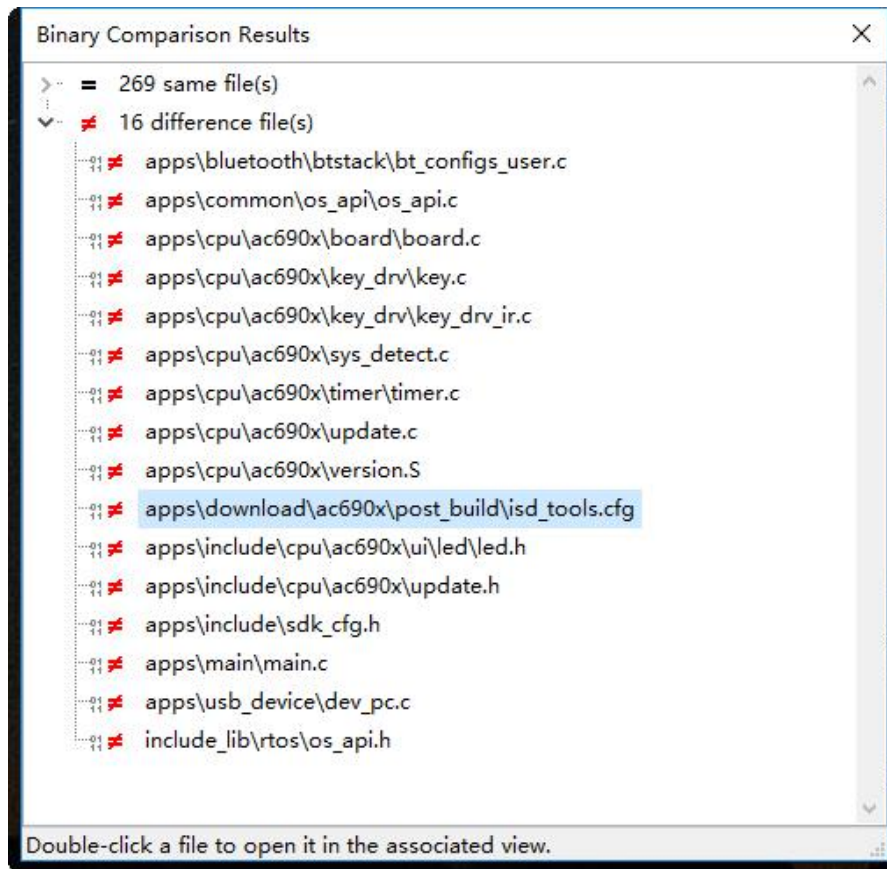 Binary Comparison Results
= 269 same file(s)
≠ 16 difference file(s)
apps\bluetooth\btstack\bt_configs_user.c
apps\common\os_api\os_api.c
apps\cpu\ac690x\board\board.c
apps\cpu\ac690x\key_drv\key.c
apps\cpu\ac690x\key_drv\key_drv_ir.c
apps\cpu\ac690x\sys_detect.c
apps\cpu\ac690x\timer\timer.c
apps\cpu\ac690x\update.c
apps\cpu\ac690x\version.S
apps\download\ac690x\post_build\isd_tools.cfg
apps\include\cpu\ac690x\ui\led\led.h
apps\include\cpu\ac690x\update.h
apps\include\sdk_cfg.h
apps\main\main.c
apps\usb_device\dev_pc.c
include_lib\rtos\os_api.h
Double-click a file to open it in the associated view.